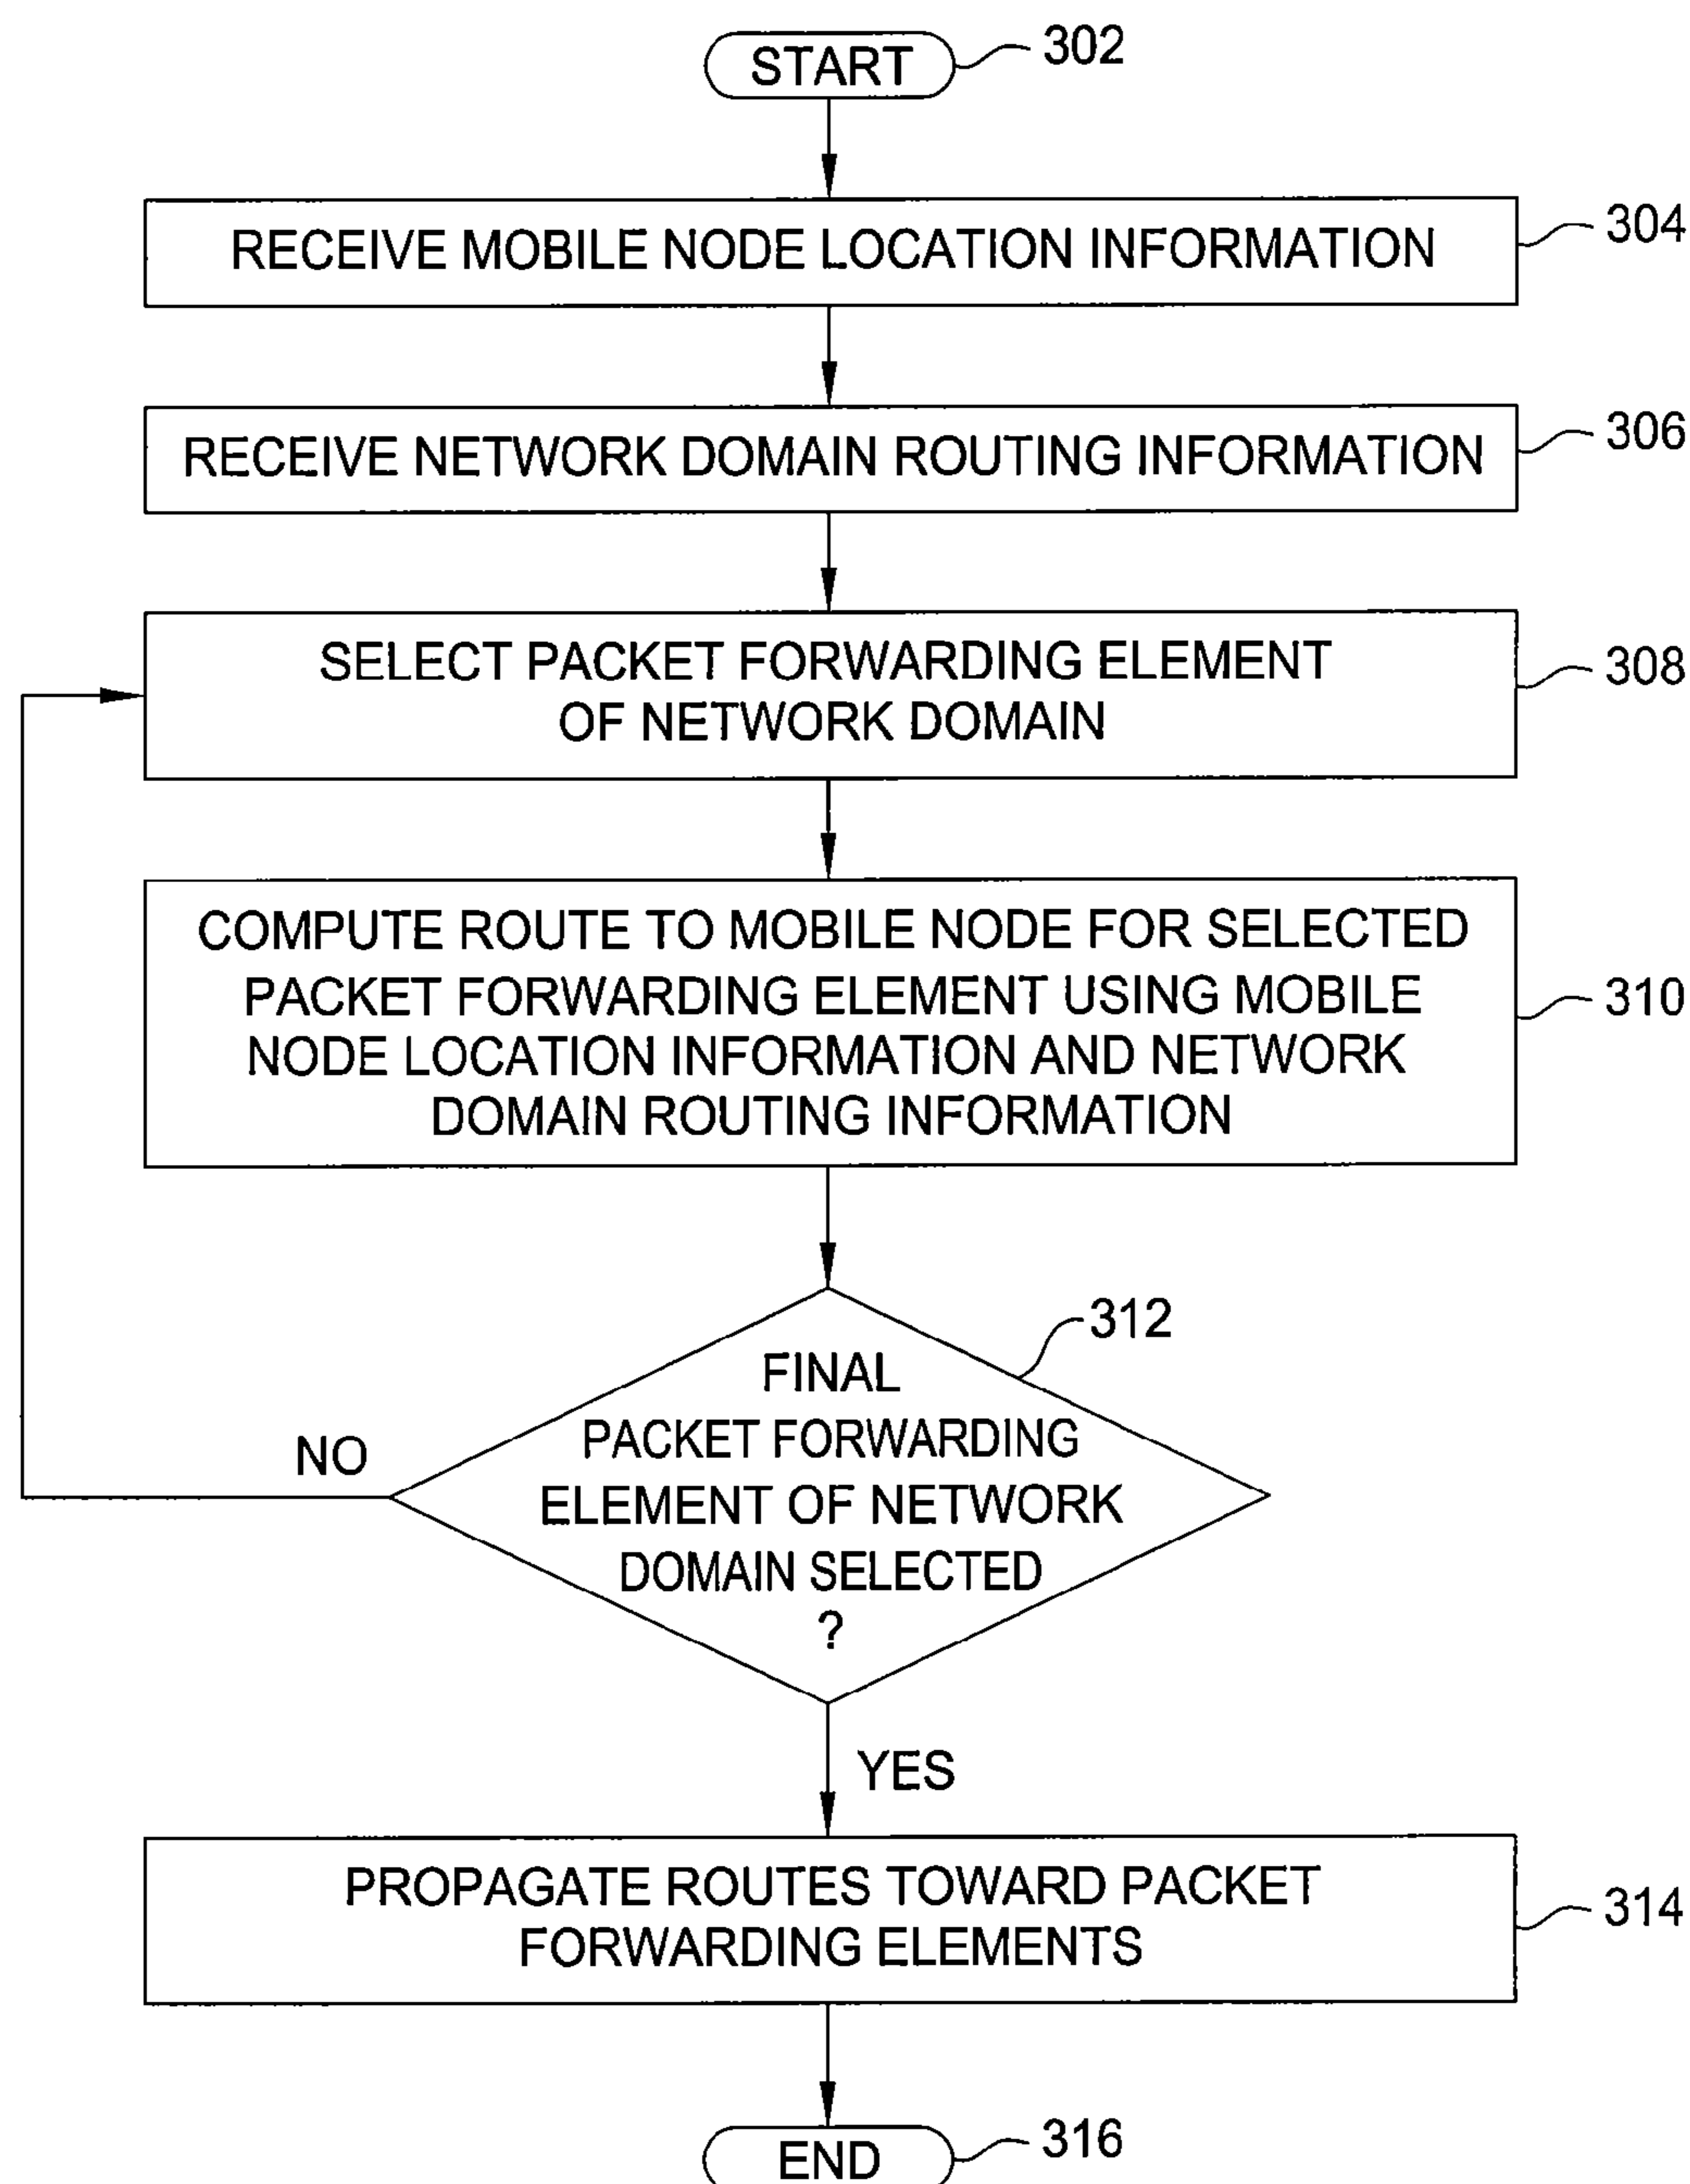 START
302
RECEIVE MOBILE NODE LOCATION INFORMATION
304
RECEIVE NETWORK DOMAIN ROUTING INFORMATION
306
SELECT PACKET FORWARDING ELEMENT
OF NETWORK DOMAIN
308
COMPUTE ROUTE TO MOBILE NODE FOR SELECTED
PACKET FORWARDING ELEMENT USING MOBILE
NODE LOCATION INFORMATION AND NETWORK
DOMAIN ROUTING INFORMATION
310
312
FINAL
PACKET FORWARDING
ELEMENT OF NETWORK
DOMAIN SELECTED
?
NO
YES
PROPAGATE ROUTES TOWARD PACKET
FORWARDING ELEMENTS
314
END
316